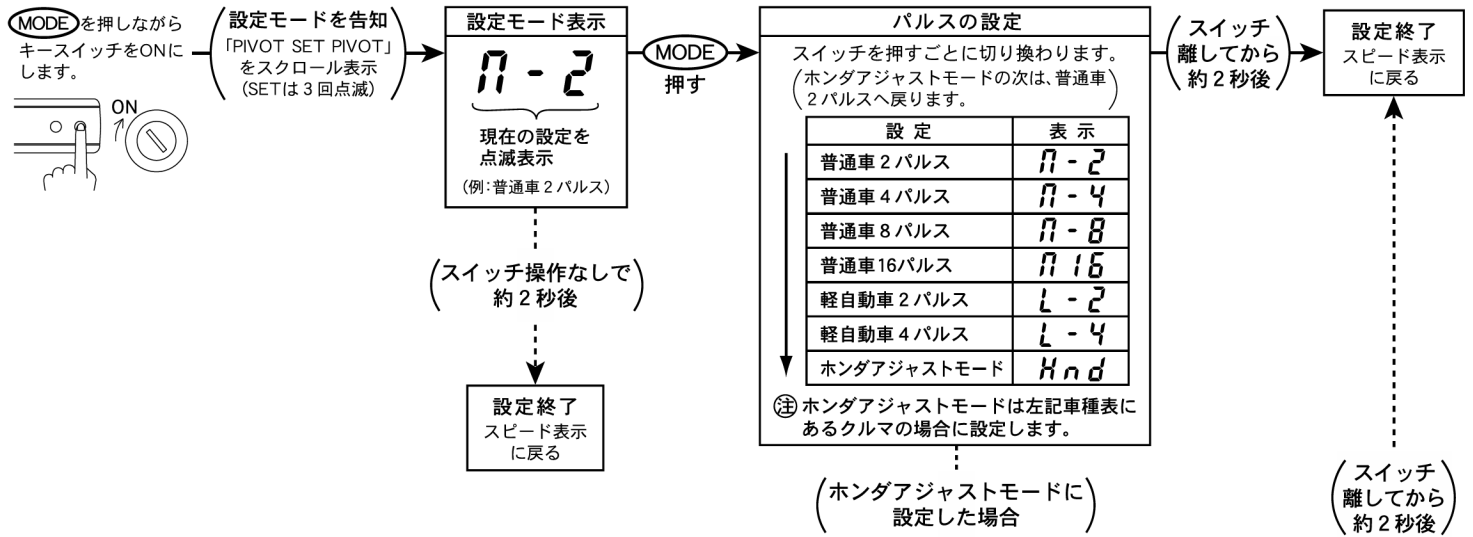 MODEを押しながら
キースイッチをONに
します。
ON
設定モードを告知
「PIVOT SET PIVOT」
をスクロール表示
(SETは3回点滅)
設定モード表示
П - 2
現在の設定を
点滅表示
(例:普通車2パルス)
スイッチ操作なしで
約2秒後
設定終了
スピード表示
に戻る
MODE
押す
パルスの設定
スイッチを押すごとに切り換わります。
(ホンダアジャストモードの次は、普通車
2パルスへ戻ります。)
設定 表示
普通車2パルス П - 2
普通車4パルス П - 4
普通車8パルス П - 8
普通車16パルス П 16
軽自動車2パルス L - 2
軽自動車4パルス L - 4
ホンダアジャストモード Hnd
㊟ホンダアジャストモードは左記車種表に
あるクルマの場合に設定します。
(ホンダアジャストモードに
設定した場合)
(スイッチ
離してから
約2秒後)
設定終了
スピード表示
に戻る
(スイッチ
離してから
約2秒後)